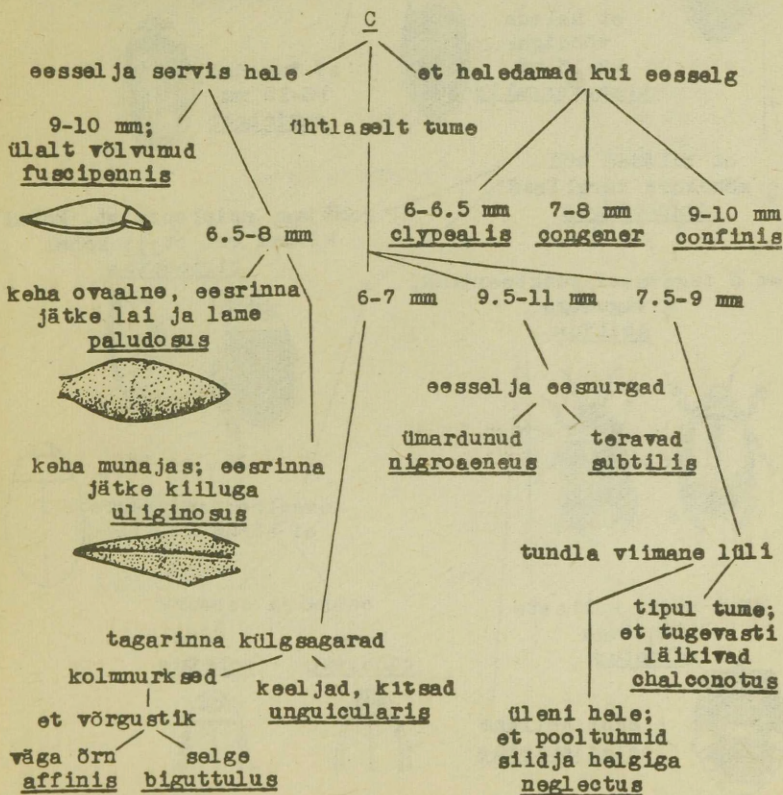 C
eesselja servis hele
et heledamad kui eesselg
9-10 mm;
ülalt võlvunud
fuscipennis
ühtlaselt tume
6.5-8 mm
6-6.5 mm
clypealis
7-8 mm
congener
9-10 mm
confinis
keha ovaalne, eesrinna
jätke lai ja lame
paludosus
6-7 mm
9.5-11 mm
7.5-9 mm
eesselja eesnurgad
ümardunud
nigroaeneus
teravad
subtilis
keha munajas; eesrinna
jätke kiiluga
uliginosus
tundla viimane lüli
tipul tume;
et tugevasti
läikivad
chalconotus
tagarinna külgsagarad
kolmnurksed
keeljad, kitsad
unguicularis
et võrgustik
väga õrn
affinis
selge
biguttulus
üleni hele;
et pooltuhmid
siidja helgiga
neglectus